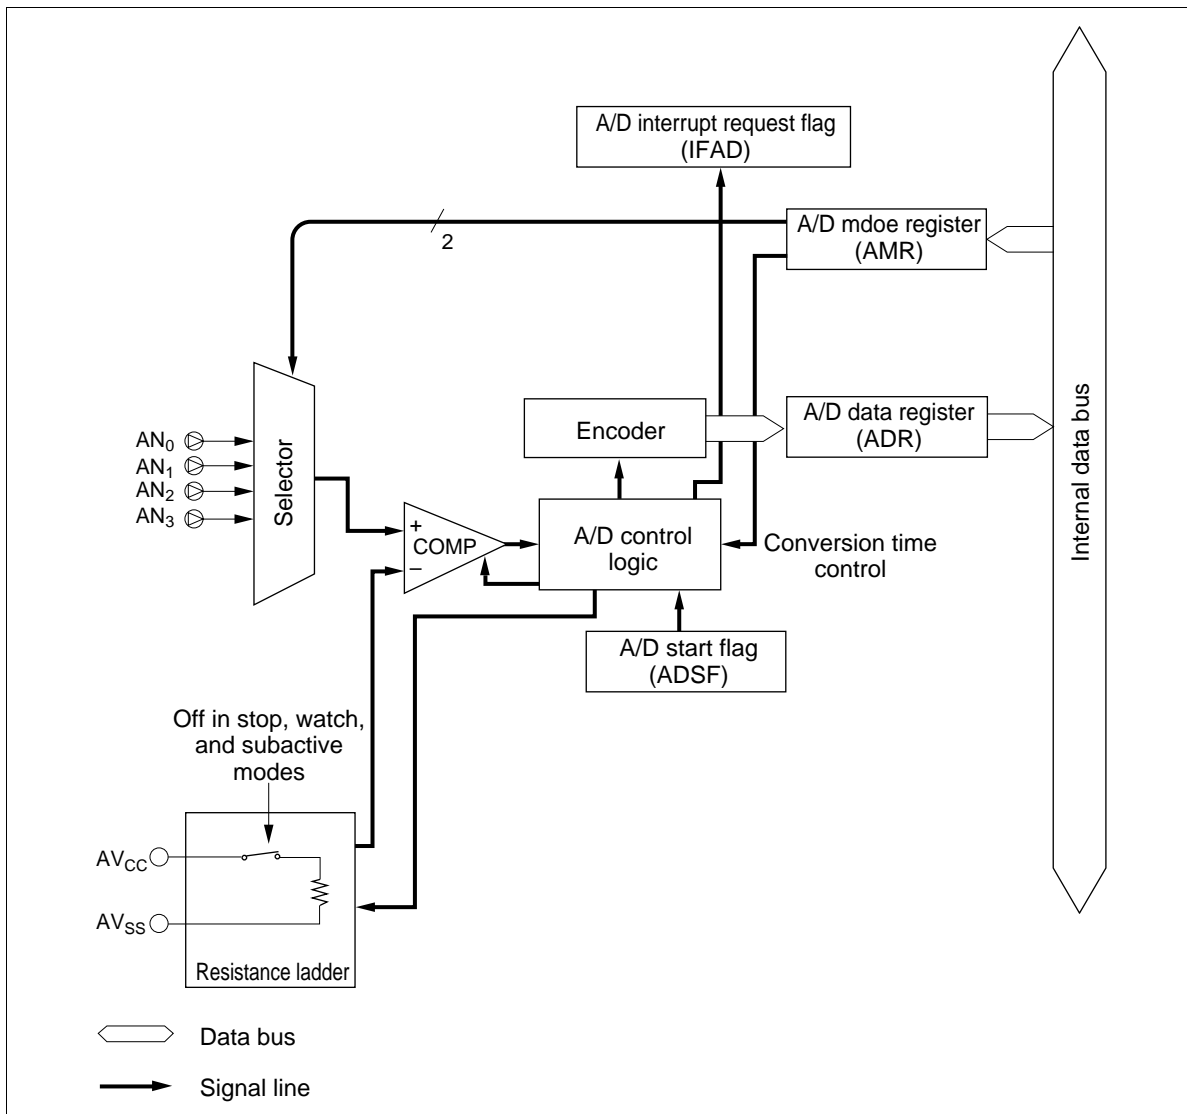 A/D interrupt request flag
(IFAD)
A/D mdoe register
(AMR)
2
Internal data bus
A/D data register
(ADR)
Encoder
AN0
AN1
AN2
AN3
Selector
+
COMP
−
A/D control
logic
Conversion time
control
A/D start flag
(ADSF)
Off in stop, watch,
and subactive
modes
AVCC
AVSS
Resistance ladder
Data bus
Signal line